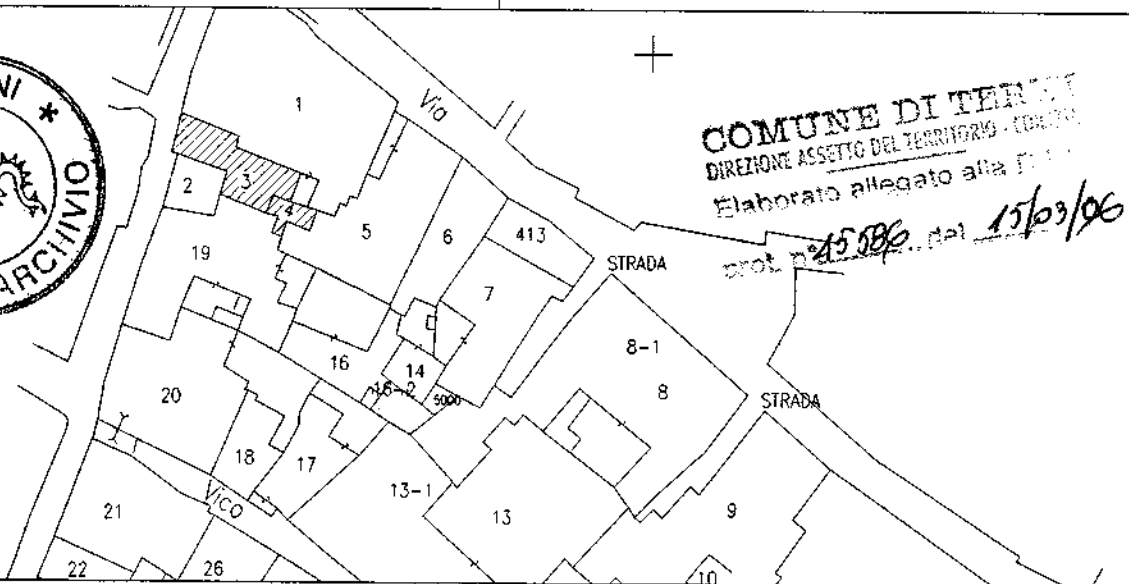 NI *
ARCHIVIO
COMUNE DI
DIREZIONE ASSETTO DEL TERRITORIO -
Elaborato allegato alla
prot. n° 15586 del 15/03/06
Via
1
2
3
4
5
6
413
STRADA
19
7
8-1
8
STRADA
16
14
16-2
5000
20
18
17
13-1
13
9
Vico
21
22
26
10